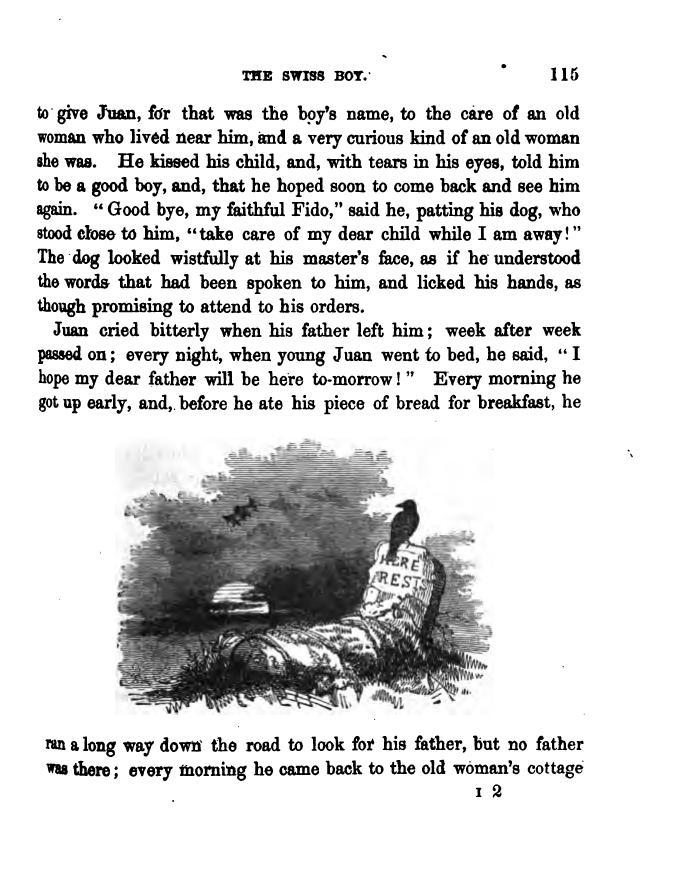 THE SWISS BOY. 115
to give Juan, for that was the boy's name, to the care of an old
woman who lived near him, and a very curious kind of an old woman
she was. He kissed his child, and, with tears in his eyes, told him
to be a good boy, and, that he hoped soon to come back and see him
again. “Good bye, my faithful Fido,” said he, patting his dog, who
stood close to him, “take care of my dear child while I am away!”
The dog looked wistfully at his master's face, as if he understood
the words that had been spoken to him, and licked his hands, as
though promising to attend to his orders.
Juan cried bitterly when his father left him; week after week
passed on; every night, when young Juan went to bed, he said, “I
hope my dear father will be here to-morrow!” Every morning he
got up early, and, before he ate his piece of bread for breakfast, he
HERE
RESTS
ran a long way down the road to look for his father, but no father
was there; every morning he came back to the old woman's cottage
I 2